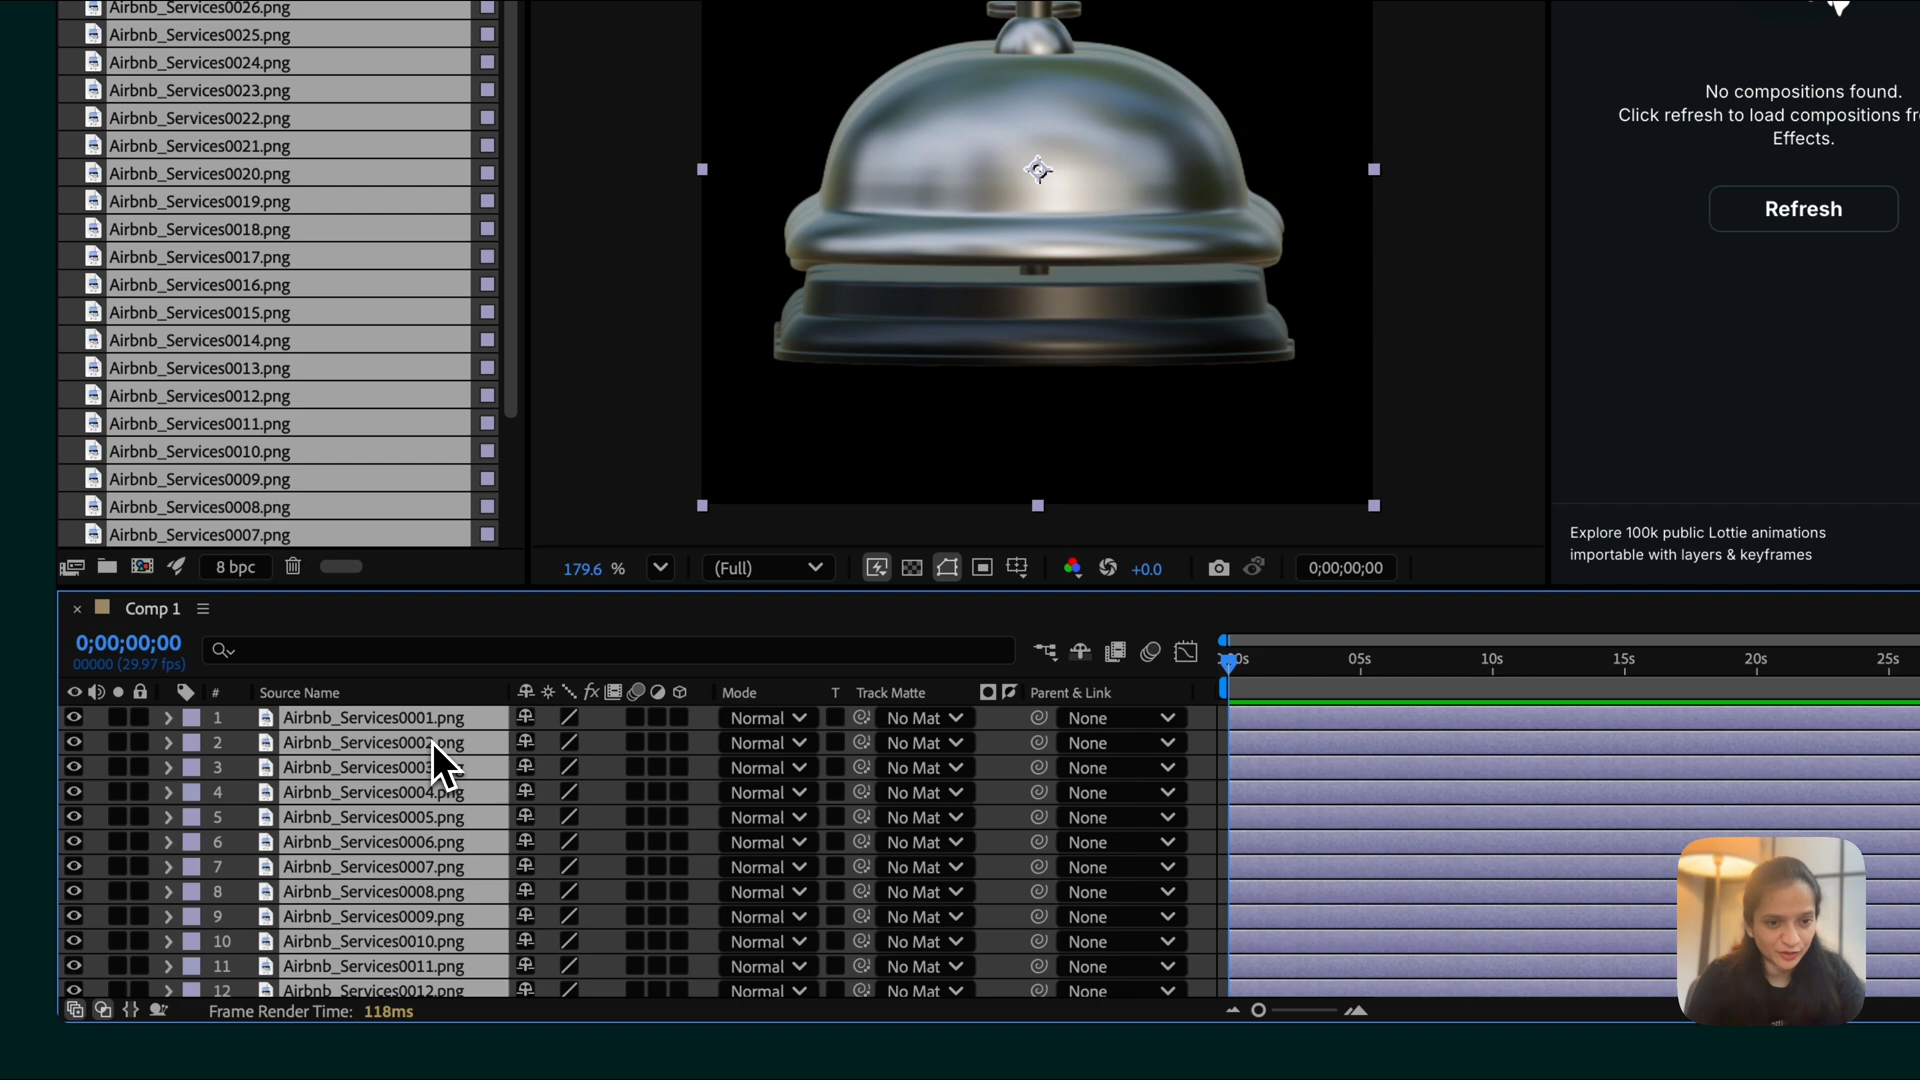 Airbnb_Services0026.png
Airbnb_Services0025.png
Airbnb_Services0024.png
Airbnb_Services0023.png
Airbnb_Services0022.png
Airbnb_Services0021.png
Airbnb_Services0020.png
Airbnb_Services0019.png
Airbnb_Services0018.png
Airbnb_Services0017.png
Airbnb_Services0016.png
Airbnb_Services0015.png
Airbnb_Services0014.png
Airbnb_Services0013.png
Airbnb_Services0012.png
Airbnb_Services0011.png
Airbnb_Services0010.png
Airbnb_Services0009.png
Airbnb_Services0008.png
Airbnb_Services0007.png
8 bpc
179.6 %
(Full)
+0.0
0;00;00;00
No compositions found.
Click refresh to load compositions
Effects.
Refresh
Explore 100k public Lottie animations
importable with layers & keyframes
Comp 1
0;00;00;00
00000 (29.97 fps)
05s 10s 15s 20s 25s
# Source Name fx Mode T Track Matte Parent & Link
1 Airbnb_Services0001.png Normal No Mat None
2 Airbnb_Services0002.png Normal No Mat None
3 Airbnb_Services0003 Normal No Mat None
4 Airbnb_Services0004.png Normal No Mat None
5 Airbnb_Services0005.png Normal No Mat None
6 Airbnb_Services0006.png Normal No Mat None
7 Airbnb_Services0007.png Normal No Mat None
8 Airbnb_Services0008.png Normal No Mat None
9 Airbnb_Services0009.png Normal No Mat None
10 Airbnb_Services0010.png Normal No Mat None
11 Airbnb_Services0011.png Normal No Mat None
12 Airbnb_Services0012.png Normal No Mat None
Frame Render Time: 118ms